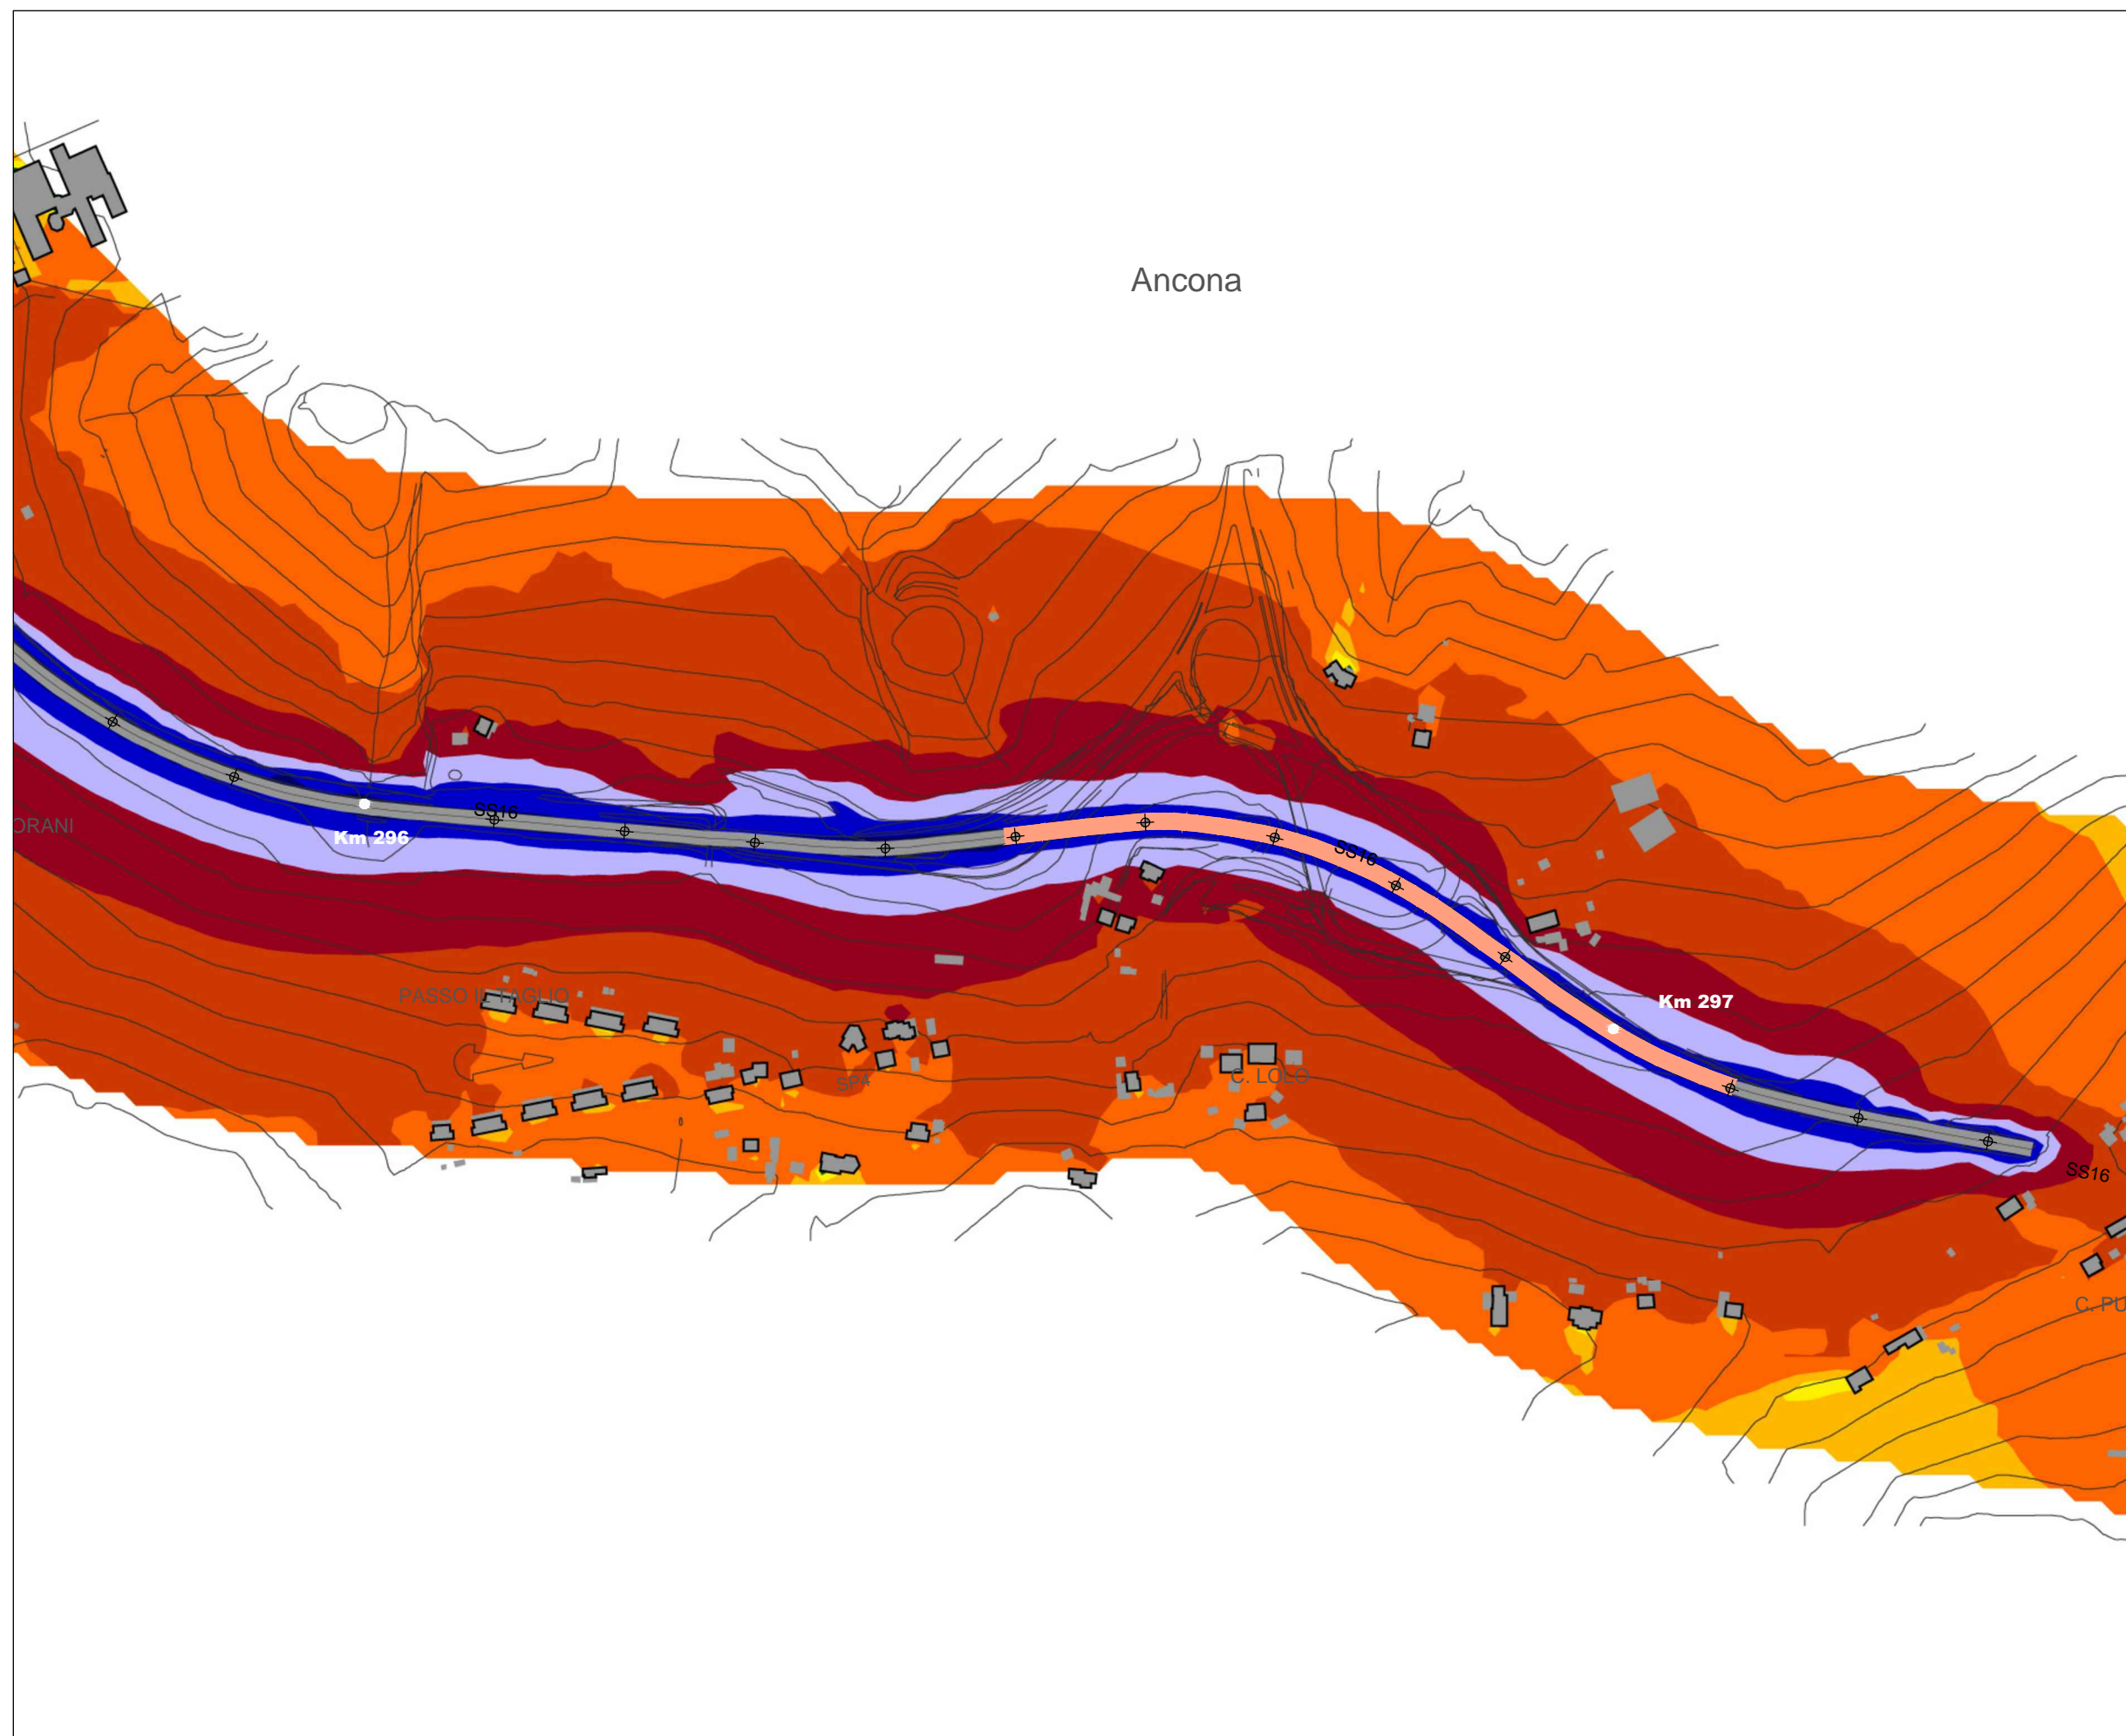 Ancona
SS16
ORANI
Km 296
SS16
Km 297
PASSO IL TAGLIO
SP4
C. LOLO
SS16
C. PU